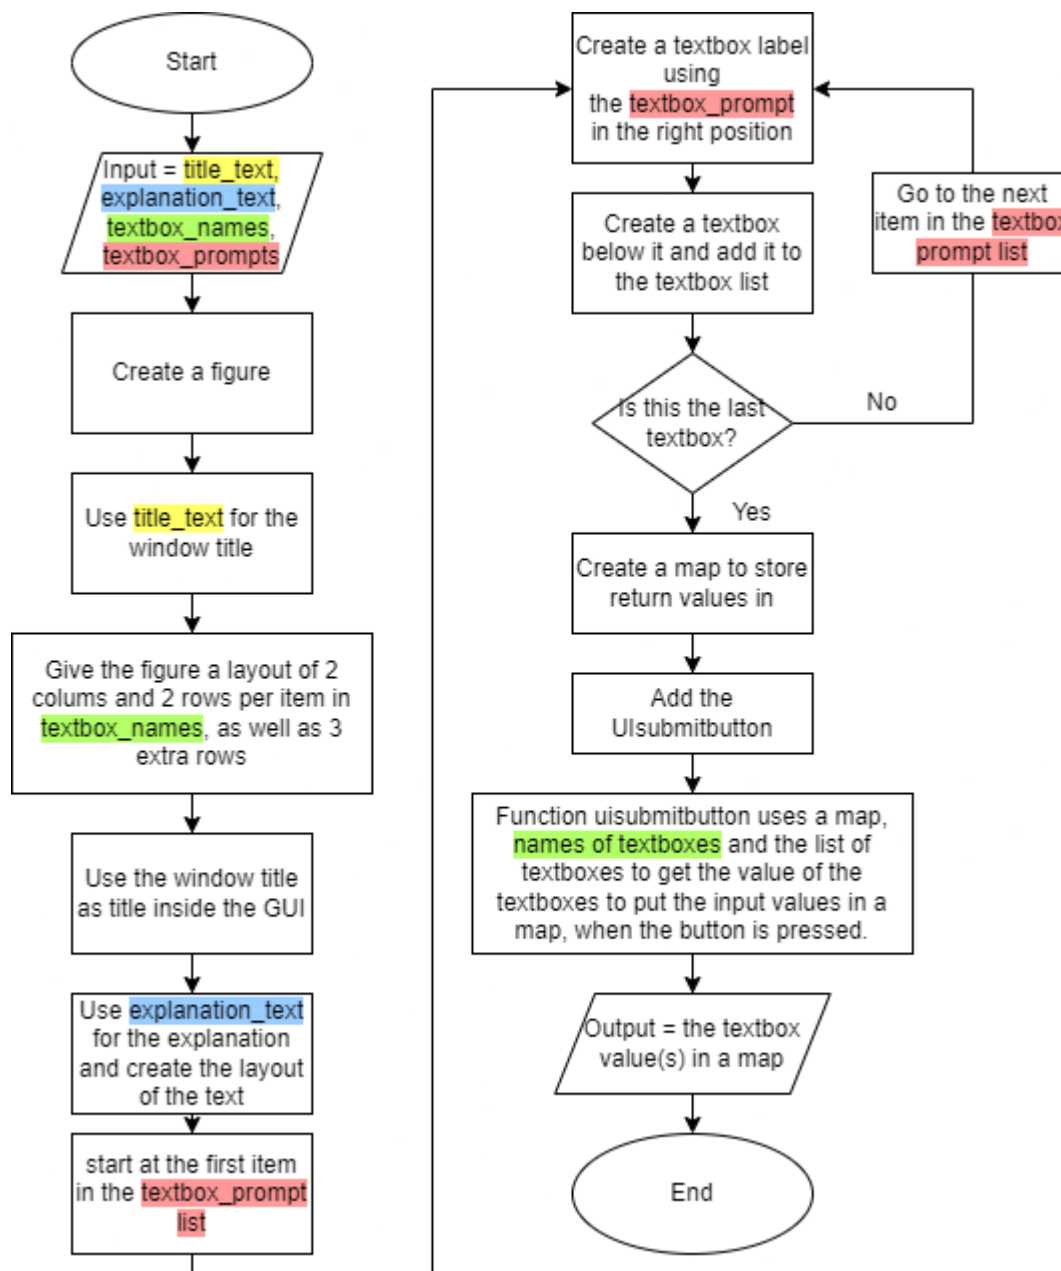 Start
Input = title_text,
explanation_text,
textbox_names,
textbox_prompts
Create a figure
Use title_text for the
window title
Give the figure a layout of 2
colums and 2 rows per item in
textbox_names, as well as 3
extra rows
Use the window title
as title inside the GUI
Use explanation_text
for the explanation
and create the layout
of the text
start at the first item
in the textbox_prompt
list
Create a textbox label
using
the textbox_prompt
in the right position
Create a textbox
below it and add it to
the textbox list
Is this the last
textbox?
No
Go to the next
item in the textbox
prompt list
Yes
Create a map to store
return values in
Add the
UIsubmitbutton
Function uisubmitbutton uses a map,
names of textboxes and the list of
textboxes to get the value of the
textboxes to put the input values in a
map, when the button is pressed.
Output = the textbox
value(s) in a map
End